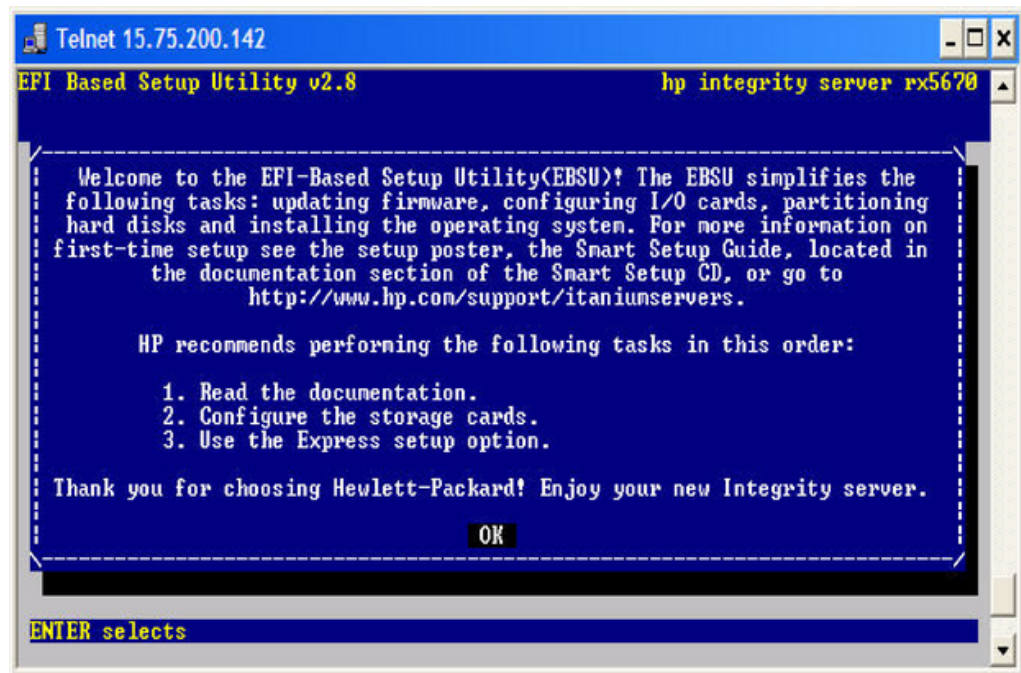 Telnet 15.75.200.142
EFI Based Setup Utility v2.8 hp integrity server rx5670
Welcome to the EFI-Based Setup Utility(EBSU)! The EBSU simplifies the
following tasks: updating firmware, configuring I/O cards, partitioning
hard disks and installing the operating system. For more information on
first-time setup see the setup poster, the Smart Setup Guide, located in
the documentation section of the Smart Setup CD, or go to
http://www.hp.com/support/itaniumservers.
HP recommends performing the following tasks in this order:
1. Read the documentation.
2. Configure the storage cards.
3. Use the Express setup option.
Thank you for choosing Hewlett-Packard! Enjoy your new Integrity server.
OK
ENTER selects